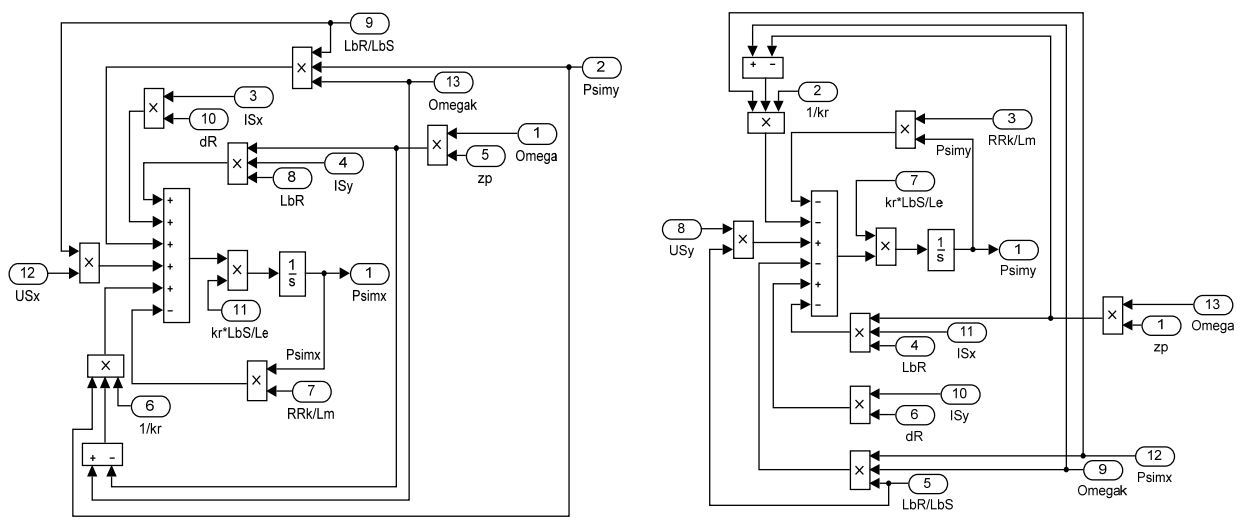 9
LbR/LbS
2
Psimy
13
Omegak
3
ISx
10
dR
1
Omega
5
zp
4
ISy
8
LbR
×
×
×
×
+
+
+
+
+
−
12
USx
×
×
11
kr*LbS/Le
1
s
1
Psimx
Psimx
×
7
RRk/Lm
×
6
1/kr
+ −
+ −
2
1/kr
×
3
RRk/Lm
×
Psimy
7
kr*LbS/Le
8
USy
×
−
−
+
−
+
−
×
1
s
1
Psimy
13
Omega
×
1
zp
×
11
ISx
4
LbR
10
ISy
×
6
dR
12
Psimx
×
9
Omegak
5
LbR/LbS